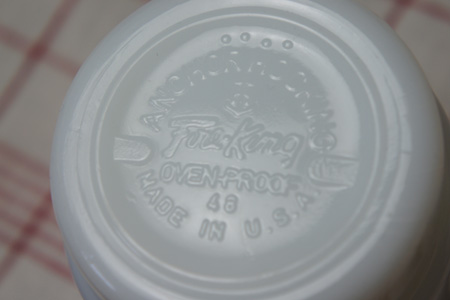 ANCHOR HOCKING
Fire-King
OVEN-PROOF
48
MADE IN U.S.A